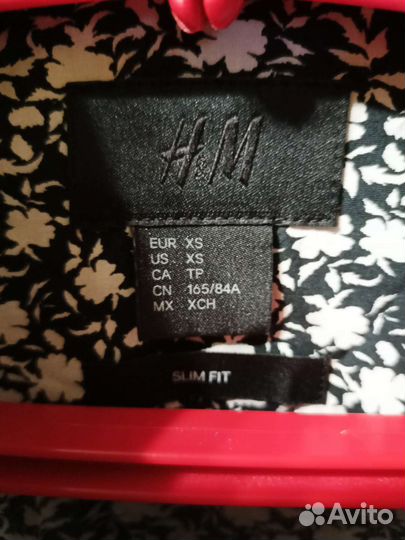 H&M
EUR XS
US XS
CA TP
CN 165/84A
MX XCH
SLIM FIT
Avito